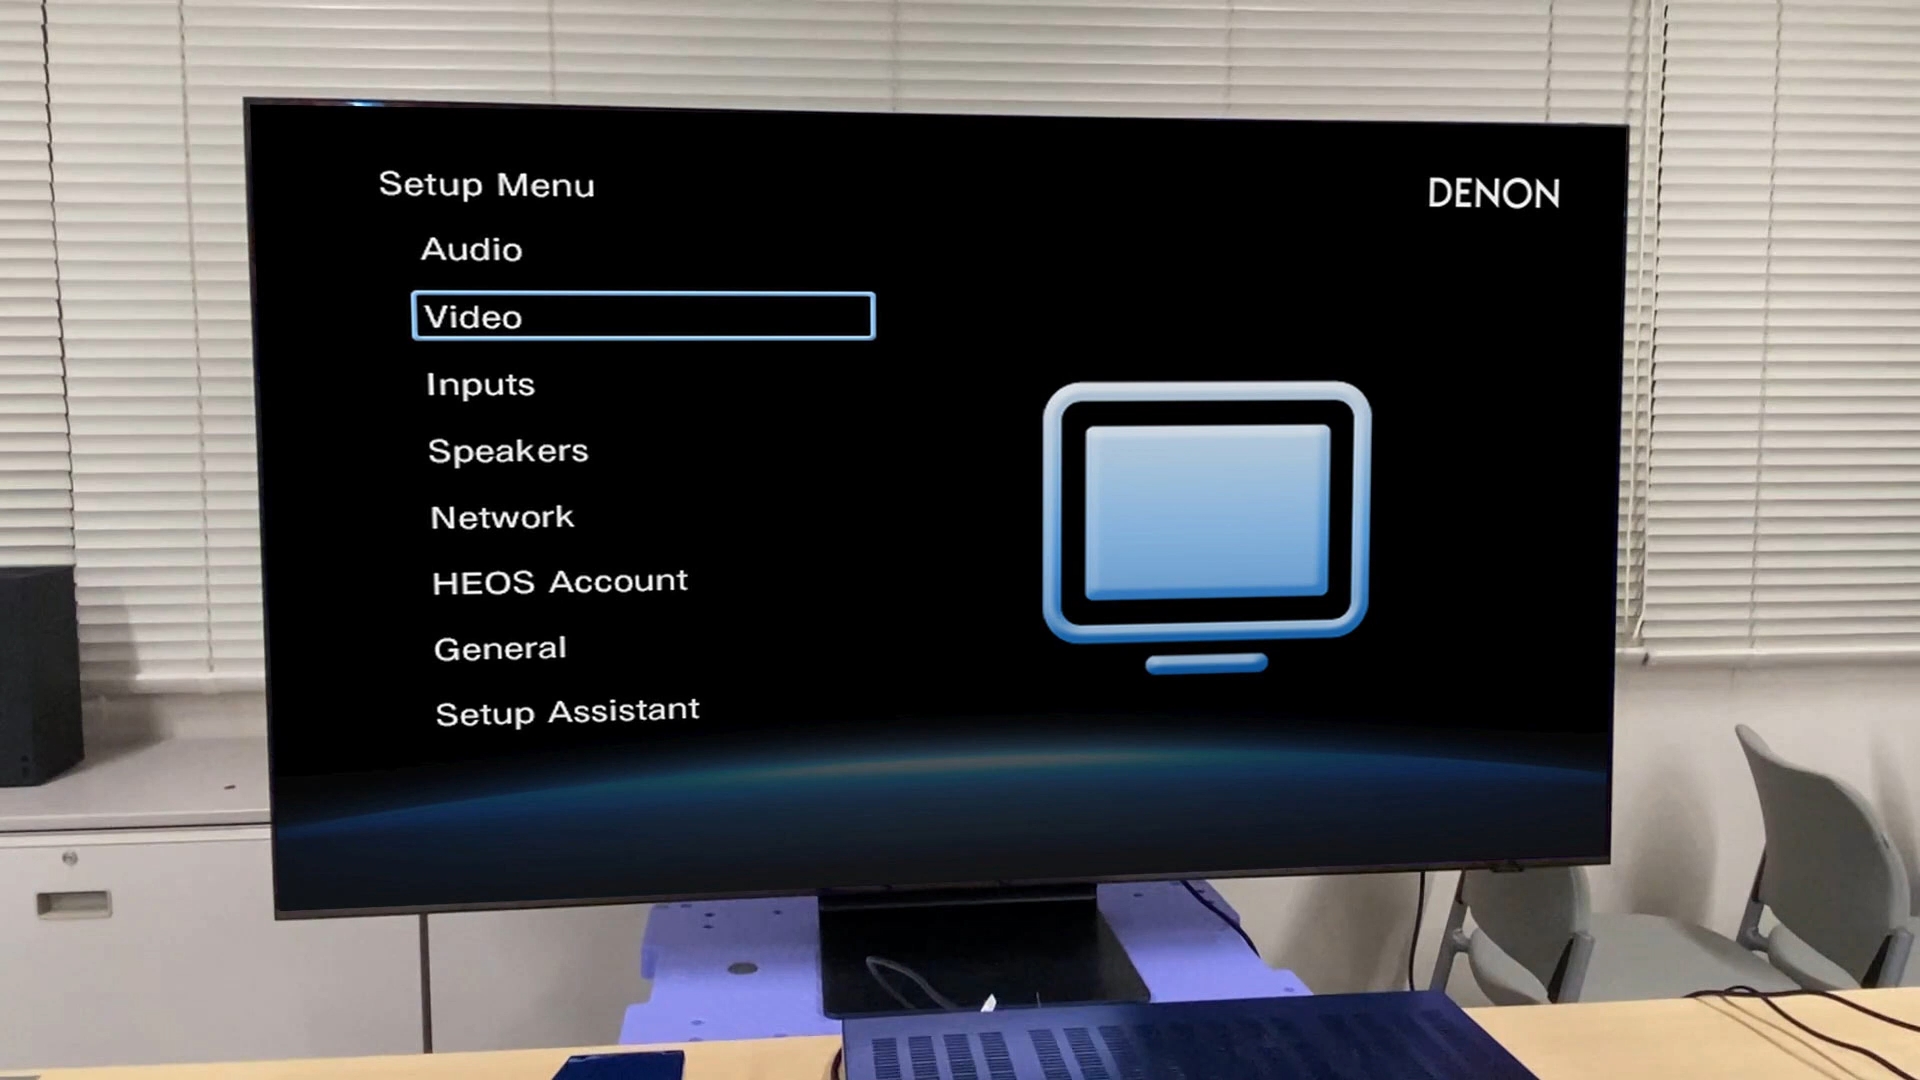 Setup Menu
DENON
Audio
Video
Inputs
Speakers
Network
HEOS Account
General
Setup Assistant